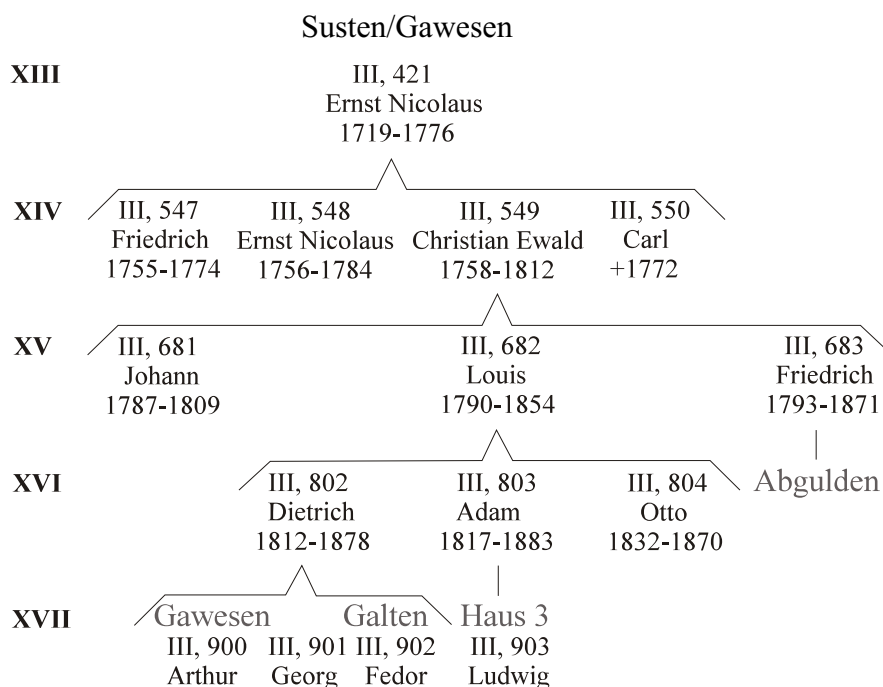 Susten/Gawesen
XIII III, 421
Ernst Nicolaus
1719-1776
XIV III, 547 III, 548 III, 549 III, 550
Friedrich Ernst Nicolaus Christian Ewald Carl
1755-1774 1756-1784 1758-1812 +1772
XV III, 681 III, 682 III, 683
Johann Louis Friedrich
1787-1809 1790-1854 1793-1871
XVI III, 802 III, 803 III, 804 Abgulden
Dietrich Adam Otto
1812-1878 1817-1883 1832-1870
XVII Gawesen Galten Haus 3
III, 900 III, 901 III, 902 III, 903
Arthur Georg Fedor Ludwig